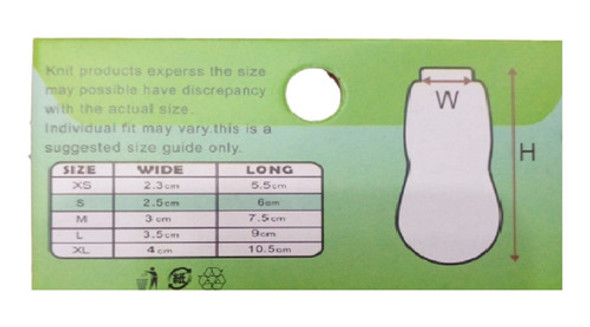 Knit products experss the size
may possible have discrepancy
with the actual size.
Individual fit may vary.this is a
suggested size guide only.
SIZE WIDE LONG
XS 2.3cm 5.5cm
S 2.5cm 6cm
M 3cm 7.5cm
L 3.5cm 9cm
XL 4cm 10.5cm
W
H
紙